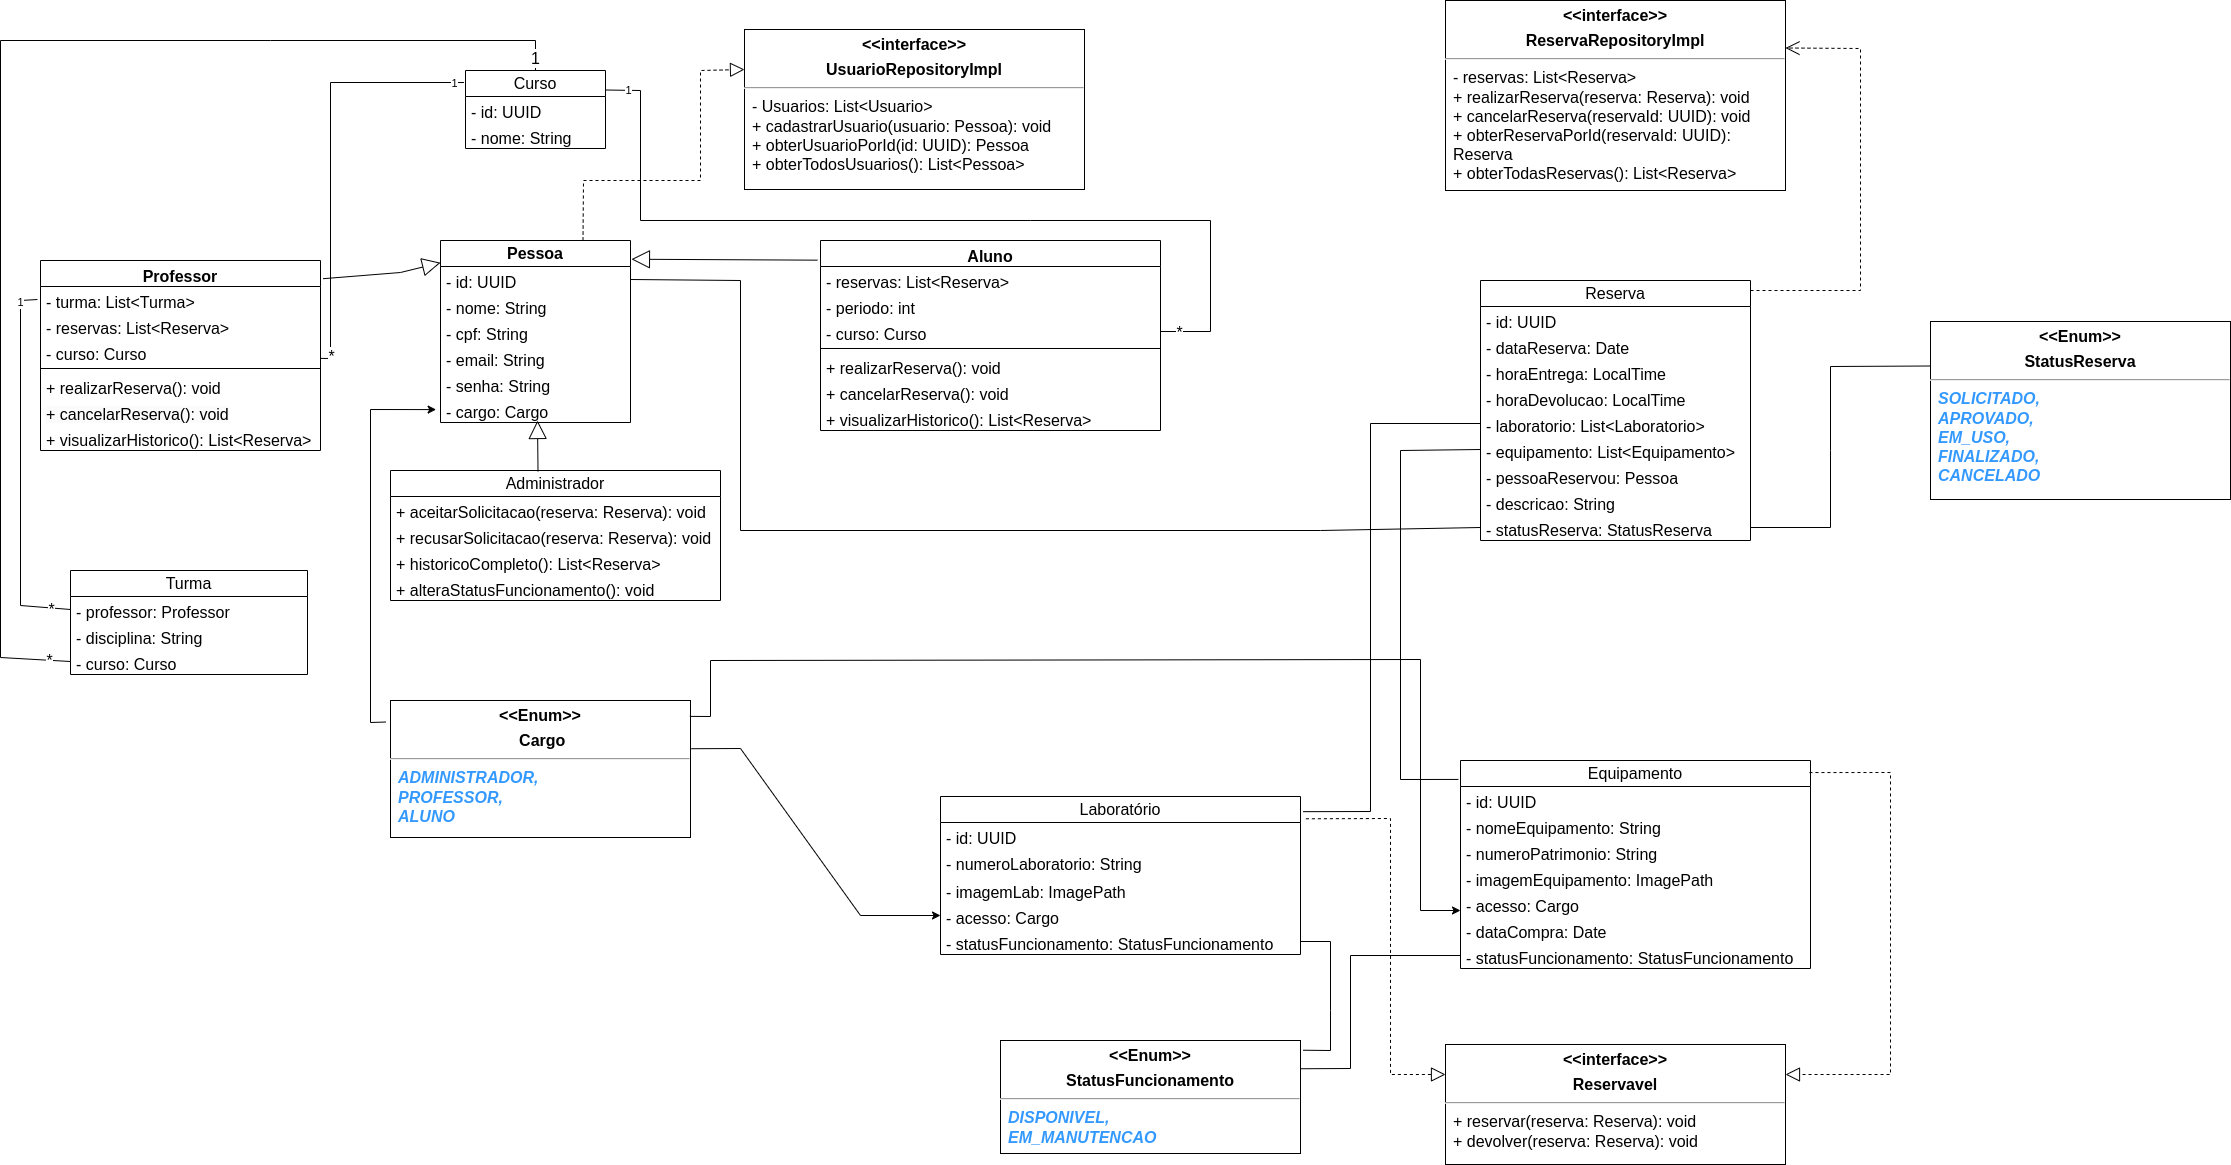 1
Curso
- id: UUID
- nome: String
1
1
<<interface>>
UsuarioRepositoryImpl
- Usuarios: List<Usuario>
+ cadastrarUsuario(usuario: Pessoa): void
+ obterUsuarioPorId(id: UUID): Pessoa
+ obterTodosUsuarios(): List<Pessoa>
<<interface>>
ReservaRepositoryImpl
- reservas: List<Reserva>
+ realizarReserva(reserva: Reserva): void
+ cancelarReserva(reservaId: UUID): void
+ obterReservaPorId(reservaId: UUID):
Reserva
+ obterTodasReservas(): List<Reserva>
Professor
- turma: List<Turma>
- reservas: List<Reserva>
- curso: Curso
+ realizarReserva(): void
+ cancelarReserva(): void
+ visualizarHistorico(): List<Reserva>
1
*
Pessoa
- id: UUID
- nome: String
- cpf: String
- email: String
- senha: String
- cargo: Cargo
Aluno
- reservas: List<Reserva>
- periodo: int
- curso: Curso
+ realizarReserva(): void
+ cancelarReserva(): void
+ visualizarHistorico(): List<Reserva>
*
Reserva
- id: UUID
- dataReserva: Date
- horaEntrega: LocalTime
- horaDevolucao: LocalTime
- laboratorio: List<Laboratorio>
- equipamento: List<Equipamento>
- pessoaReservou: Pessoa
- descricao: String
- statusReserva: StatusReserva
<<Enum>>
StatusReserva
SOLICITADO,
APROVADO,
EM_USO,
FINALIZADO,
CANCELADO
Administrador
+ aceitarSolicitacao(reserva: Reserva): void
+ recusarSolicitacao(reserva: Reserva): void
+ historicoCompleto(): List<Reserva>
+ alteraStatusFuncionamento(): void
Turma
- professor: Professor
- disciplina: String
- curso: Curso
*
*
<<Enum>>
Cargo
ADMINISTRADOR,
PROFESSOR,
ALUNO
Laboratório
- id: UUID
- numeroLaboratorio: String
- imagemLab: ImagePath
- acesso: Cargo
- statusFuncionamento: StatusFuncionamento
Equipamento
- id: UUID
- nomeEquipamento: String
- numeroPatrimonio: String
- imagemEquipamento: ImagePath
- acesso: Cargo
- dataCompra: Date
- statusFuncionamento: StatusFuncionamento
<<Enum>>
StatusFuncionamento
DISPONIVEL,
EM_MANUTENCAO
<<interface>>
Reservavel
+ reservar(reserva: Reserva): void
+ devolver(reserva: Reserva): void